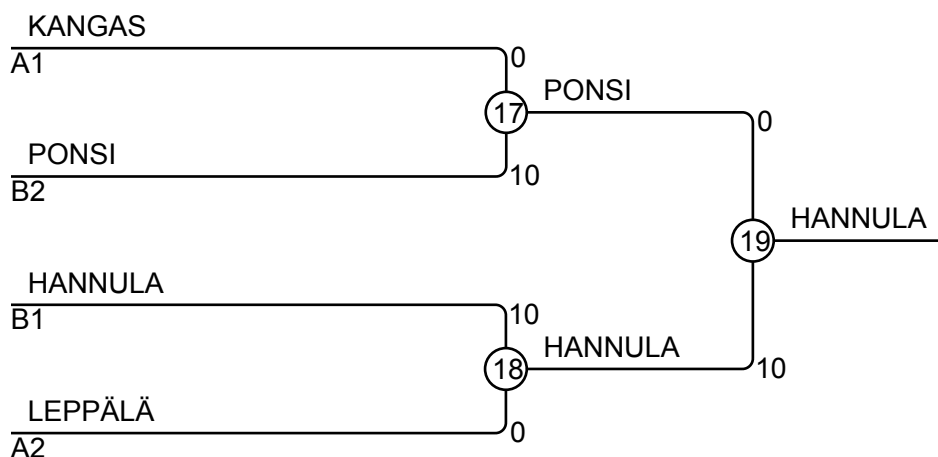 KANGAS
A1
0
17
PONSI
0
PONSI
B2
10
19
HANNULA
HANNULA
B1
10
18
HANNULA
10
LEPPÄLÄ
A2
0